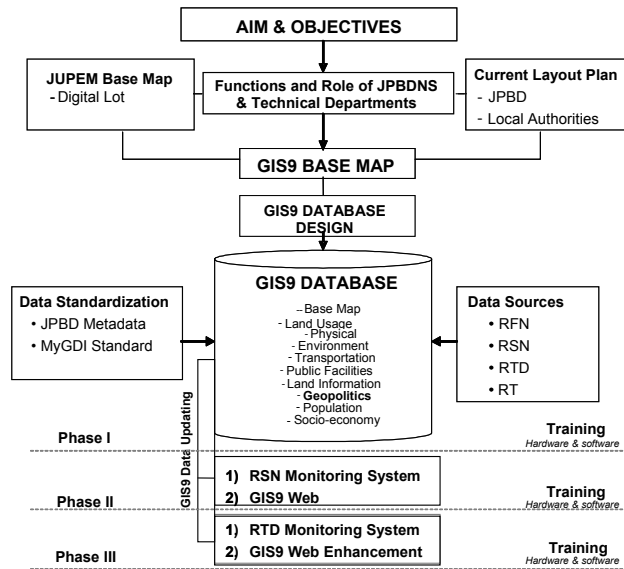 AIM & OBJECTIVES
JUPEM Base Map
- Digital Lot
Functions and Role of JPBDNS
& Technical Departments
Current Layout Plan
- JPBD
- Local Authorities
GIS9 BASE MAP
GIS9 DATABASE
DESIGN
GIS9 DATABASE
- Base Map
- Land Usage
- Physical
- Environment
- Transportation
- Public Facilities
- Land Information
- Geopolitics
- Population
- Socio-economy
Data Standardization
• JPBD Metadata
• MyGDI Standard
Data Sources
• RFN
• RSN
• RTD
• RT
GIS9 Data Updating
Phase I
Training
Hardware & software
1) RSN Monitoring System
2) GIS9 Web
Phase II
Training
Hardware & software
1) RTD Monitoring System
2) GIS9 Web Enhancement
Phase III
Training
Hardware & software